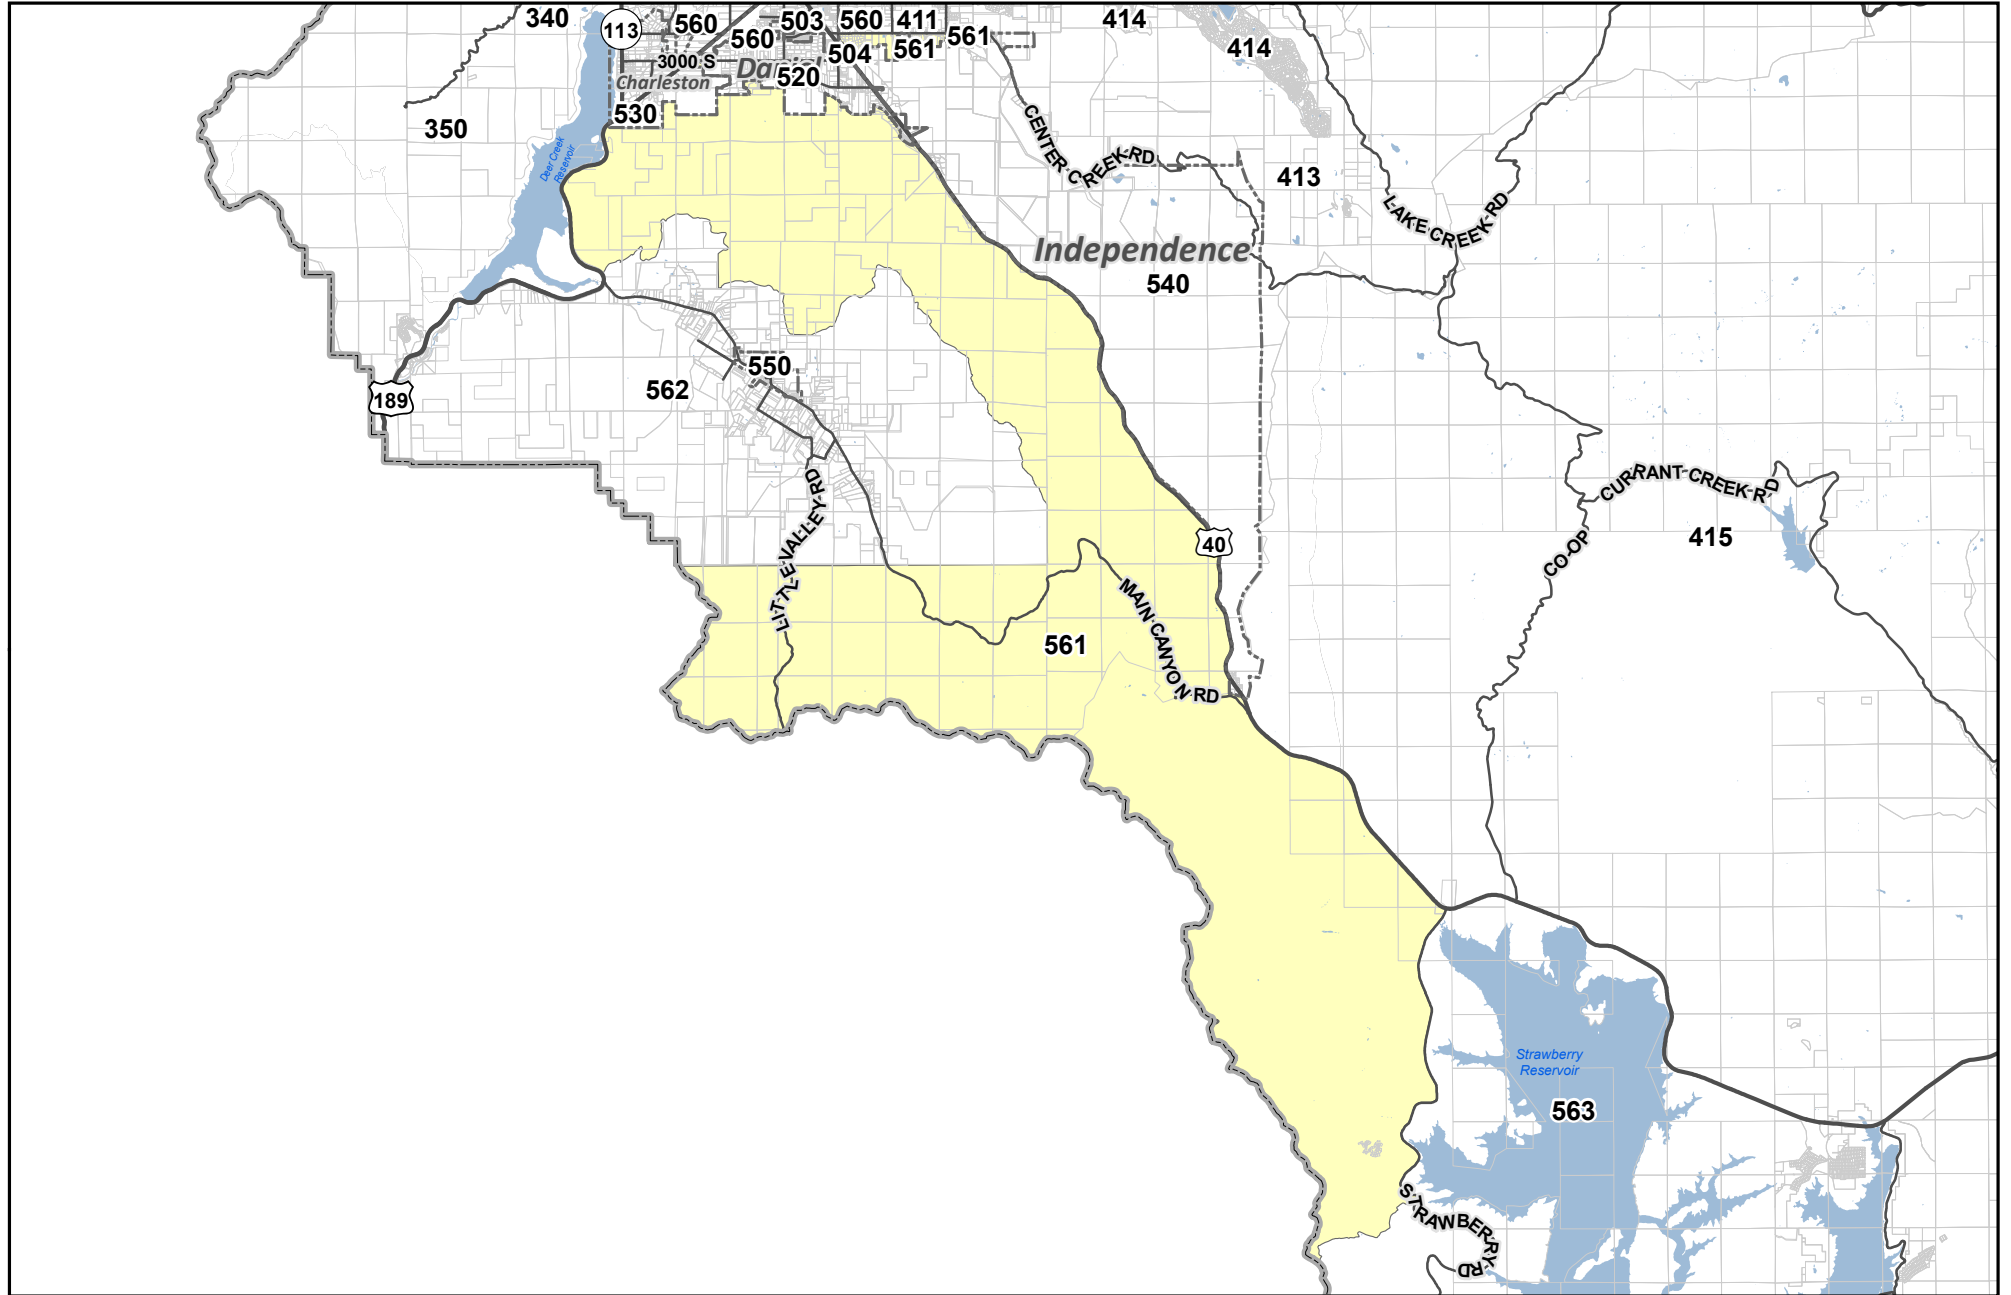 340
113
560
503
560
411
561
414
414
560
504
561
3000 S
Daniel
520
Charleston
530
350
Deer Creek
Reservoir
CENTER CREEK RD
413
LAKE CREEK RD
Independence
540
550
562
189
LITTLE VALLEY RD
CURRANT CREEK RD
CO-OP
415
40
MAIN CANYON RD
561
Strawberry
Reservoir
563
STRAWBERRY RD